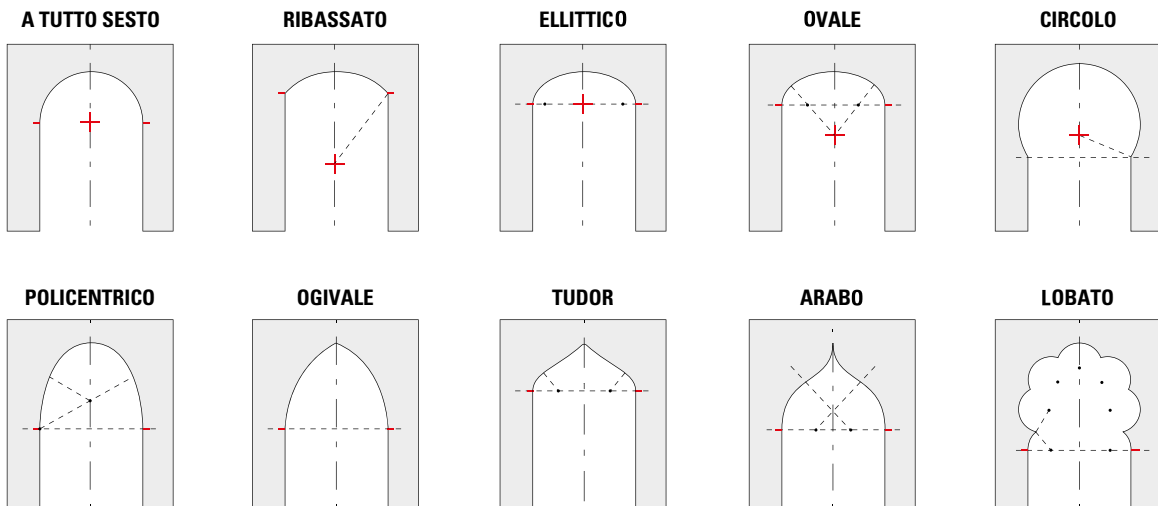 A TUTTO SESTO
RIBASSATO
ELLITTICO
OVALE
CIRCOLO
POLICENTRICO
OGIVALE
TUDOR
ARABO
LOBATO